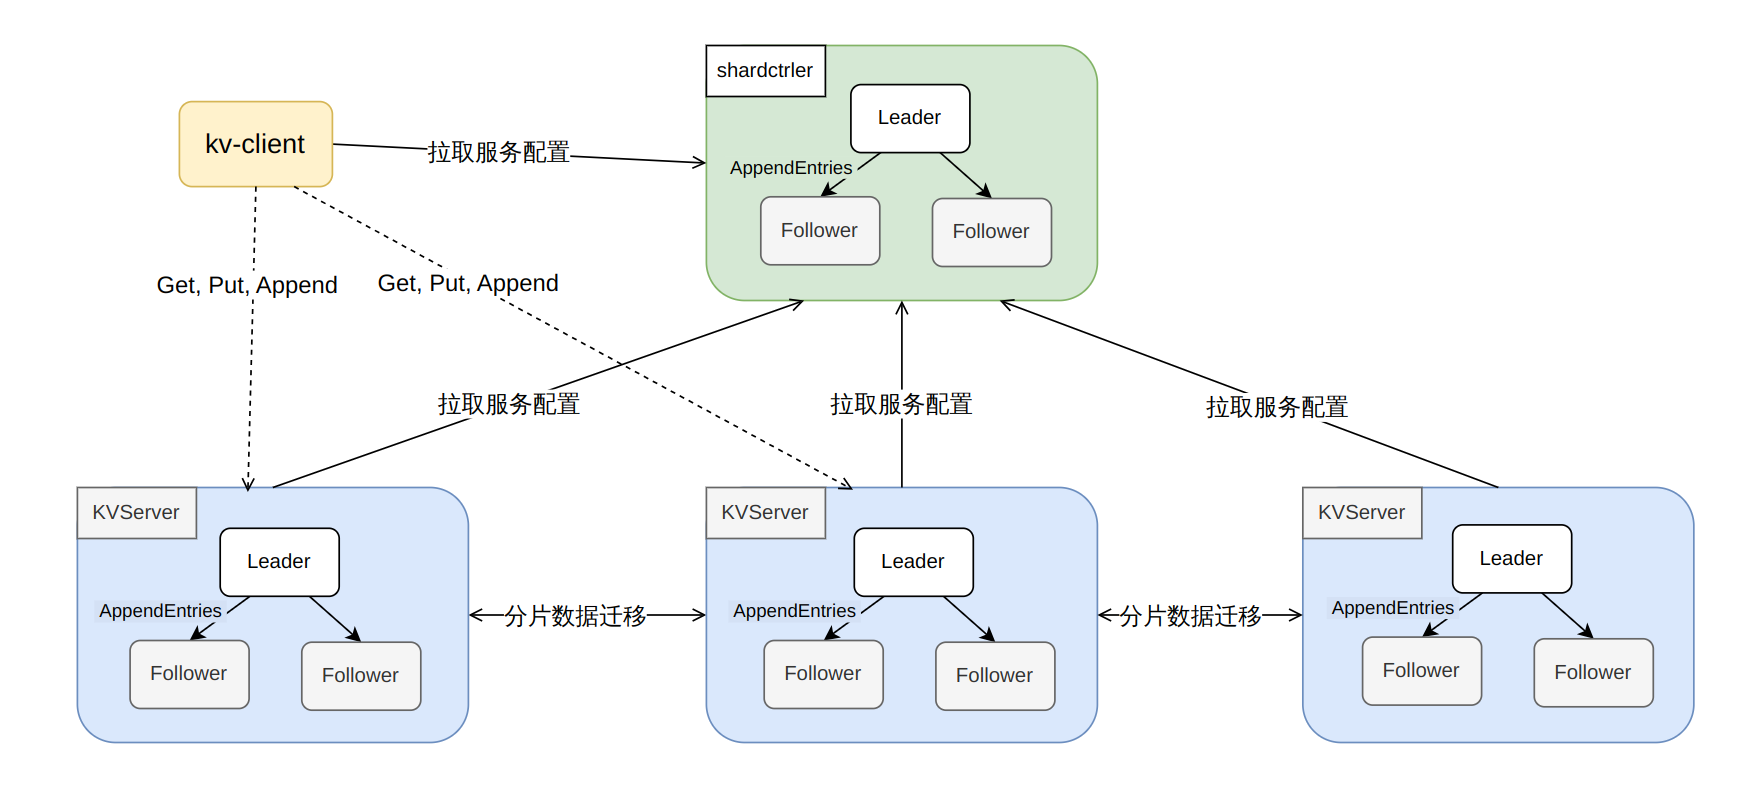 shardctrler
Leader
kv-client
拉取服务配置
AppendEntries
Follower
Follower
Get, Put, Append
Get, Put, Append
拉取服务配置
拉取服务配置
拉取服务配置
KVServer
Leader
AppendEntries
Follower
Follower
分片数据迁移
KVServer
Leader
AppendEntries
Follower
Follower
分片数据迁移
KVServer
Leader
AppendEntries
Follower
Follower